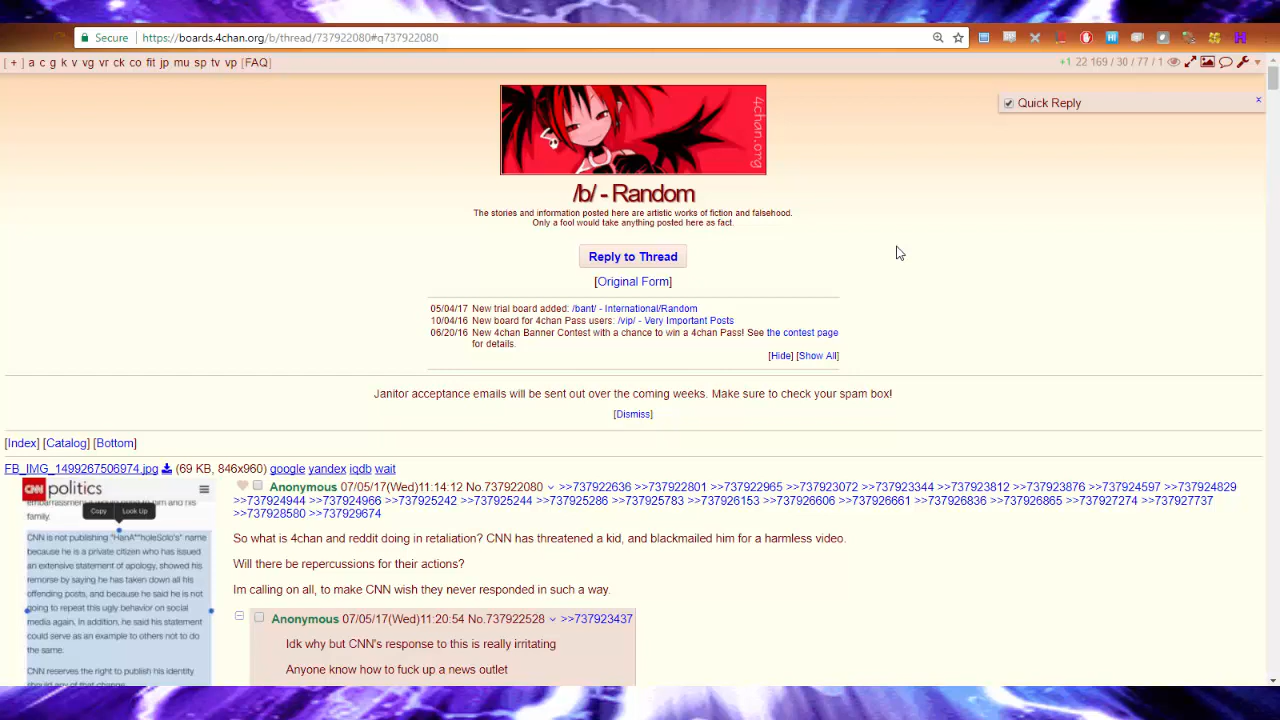 Secure https://boards.4chan.org/b/thread/737922080#q737922080
[ + ] a c g k v vg vr ck co fit jp mu sp tv vp [FAQ]
+1 22 169 / 30 / 77 / 1
4chan.org
Quick Reply
/b/ - Random
The stories and information posted here are artistic works of fiction and falsehood.
Only a fool would take anything posted here as fact.
Reply to Thread
[Original Form]
05/04/17 New trial board added: /bant/ - International/Random
10/04/16 New board for 4chan Pass users: /vip/ - Very Important Posts
06/20/16 New 4chan Banner Contest with a chance to win a 4chan Pass! See the contest page
for details.
[Hide] [Show All]
Janitor acceptance emails will be sent out over the coming weeks. Make sure to check your spam box!
[Dismiss]
[Index] [Catalog] [Bottom]
FB_IMG_1499267506974.jpg (69 KB, 846x960) google yandex iqdb wait
CNN politics
family.
Copy Look Up
CNN is not publishing "HanA**holeSolo's" name
because he is a private citizen who has issued
an extensive statement of apology, showed his
remorse by saying he has taken down all his
offending posts, and because he said he is not
going to repeat this ugly behavior on social
media again. In addition, he said his statement
could serve as an example to others not to do
the same.
CNN reserves the right to publish his identity
should any of that change.
Anonymous 07/05/17(Wed)11:14:12 No.737922080 >>737922636 >>737922801 >>737922965 >>737923072 >>737923344 >>737923812 >>737923876 >>737924597 >>737924829
>>737924944 >>737924966 >>737925242 >>737925244 >>737925286 >>737925783 >>737926193 >>737926606 >>737926661 >>737926836 >>737926865 >>737927274 >>737927737
>>737928580 >>737929674
So what is 4chan and reddit doing in retaliation? CNN has threatened a kid, and blackmailed him for a harmless video.
Will there be repercussions for their actions?
Im calling on all, to make CNN wish they never responded in such a way.
Anonymous 07/05/17(Wed)11:20:54 No.737922528 >>737923437
Idk why but CNN's response to this is really irritating
Anyone know how to fuck up a news outlet